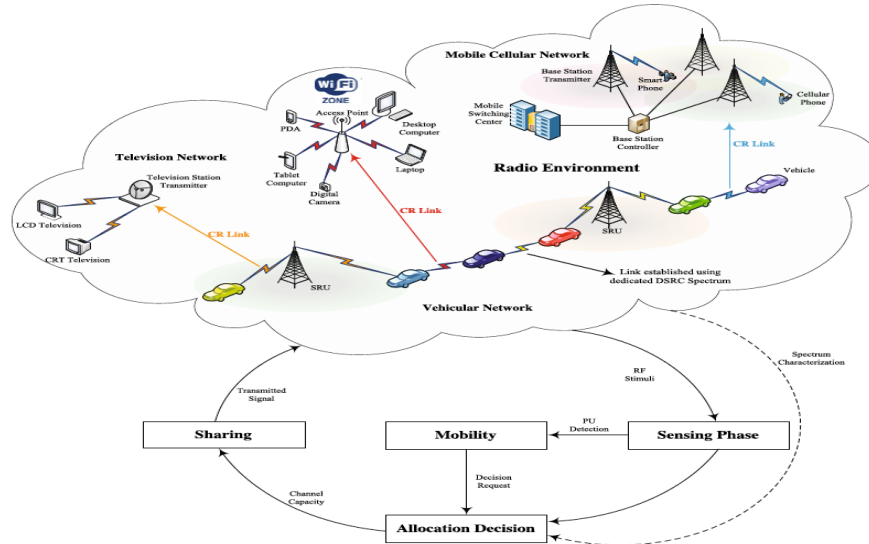 Mobile Cellular Network
Base Station
Transmitter
Smart
Phone
Cellular
Phone
Mobile
Switching
Center
Base Station
Controller
CR Link
WiFi
ZONE
Access Point
PDA
Desktop
Computer
Tablet
Computer
Laptop
Digital
Camera
Television Network
Television Station
Transmitter
LCD Television
CRT Television
CR Link
CR Link
Radio Environment
Vehicle
SRU
SRU
Link established using
dedicated DSRC Spectrum
Vehicular Network
Spectrum
Characterization
RF
Stimuli
Transmitted
Signal
Sharing
Mobility
PU
Detection
Sensing Phase
Channel
Capacity
Decision
Request
Allocation Decision